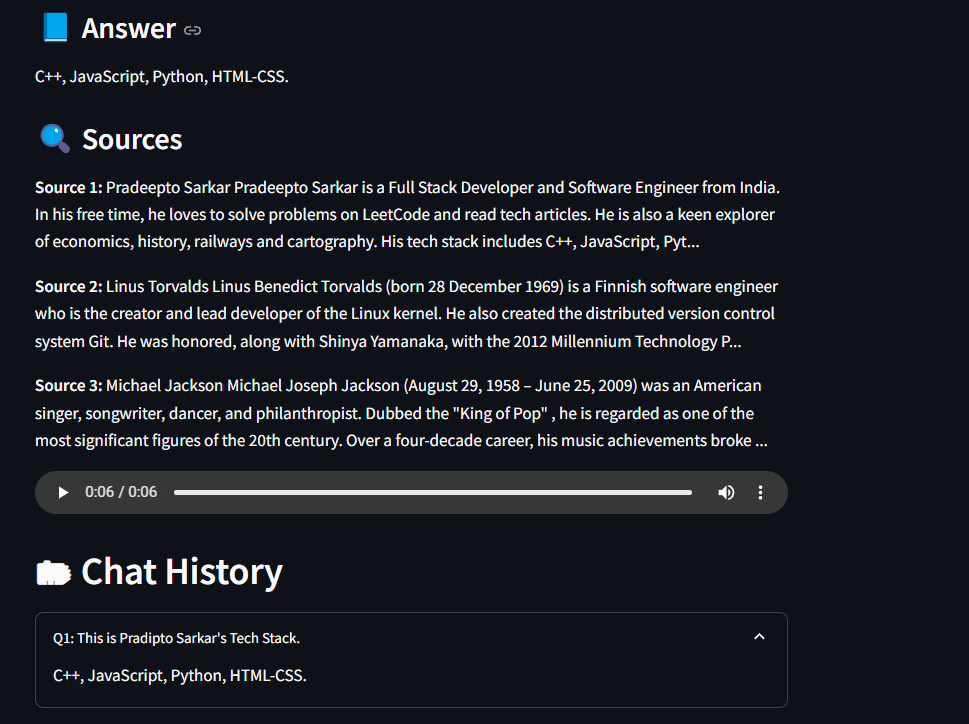 Answer
C++, JavaScript, Python, HTML-CSS.
Sources
Source 1: Pradeepto Sarkar Pradeepto Sarkar is a Full Stack Developer and Software Engineer from India.
In his free time, he loves to solve problems on LeetCode and read tech articles. He is also a keen explorer
of economics, history, railways and cartography. His tech stack includes C++, JavaScript, Pyt...
Source 2: Linus Torvalds Linus Benedict Torvalds (born 28 December 1969) is a Finnish software engineer
who is the creator and lead developer of the Linux kernel. He also created the distributed version control
system Git. He was honored, along with Shinya Yamanaka, with the 2012 Millennium Technology P...
Source 3: Michael Jackson Michael Joseph Jackson (August 29, 1958 – June 25, 2009) was an American
singer, songwriter, dancer, and philanthropist. Dubbed the "King of Pop" , he is regarded as one of the
most significant figures of the 20th century. Over a four-decade career, his music achievements broke ...
0:06 / 0:06
Chat History
Q1: This is Pradipto Sarkar's Tech Stack.
C++, JavaScript, Python, HTML-CSS.